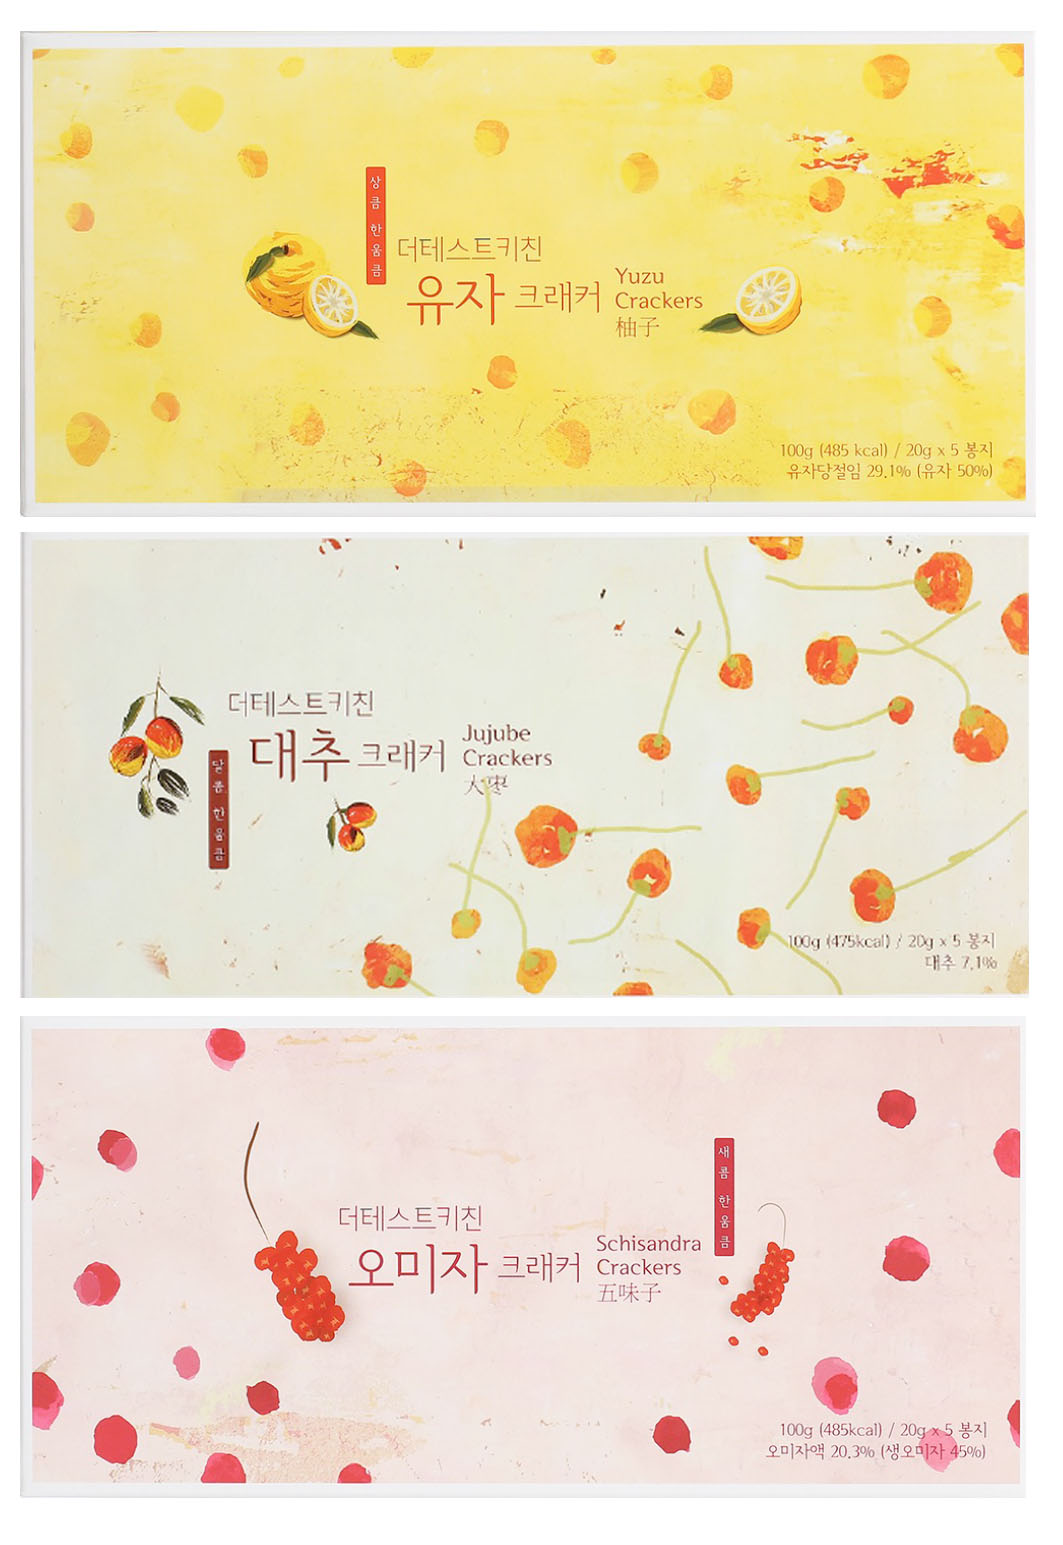 상큼 한움큼
더테스트키친
유자 크래커
Yuzu
Crackers
柚子
100g (485 kcal) / 20g x 5 봉지
유자당절임 29.1% (유자 50%)
더테스트키친
대추 크래커
Jujube
Crackers
大枣
달콤 한움큼
100g (475kcal) / 20g x 5 봉지
대추 7.1%
새콤 한움큼
더테스트키친
오미자 크래커
Schisandra
Crackers
五味子
100g (485kcal) / 20g x 5 봉지
오미자액 20.3% (생오미자 45%)